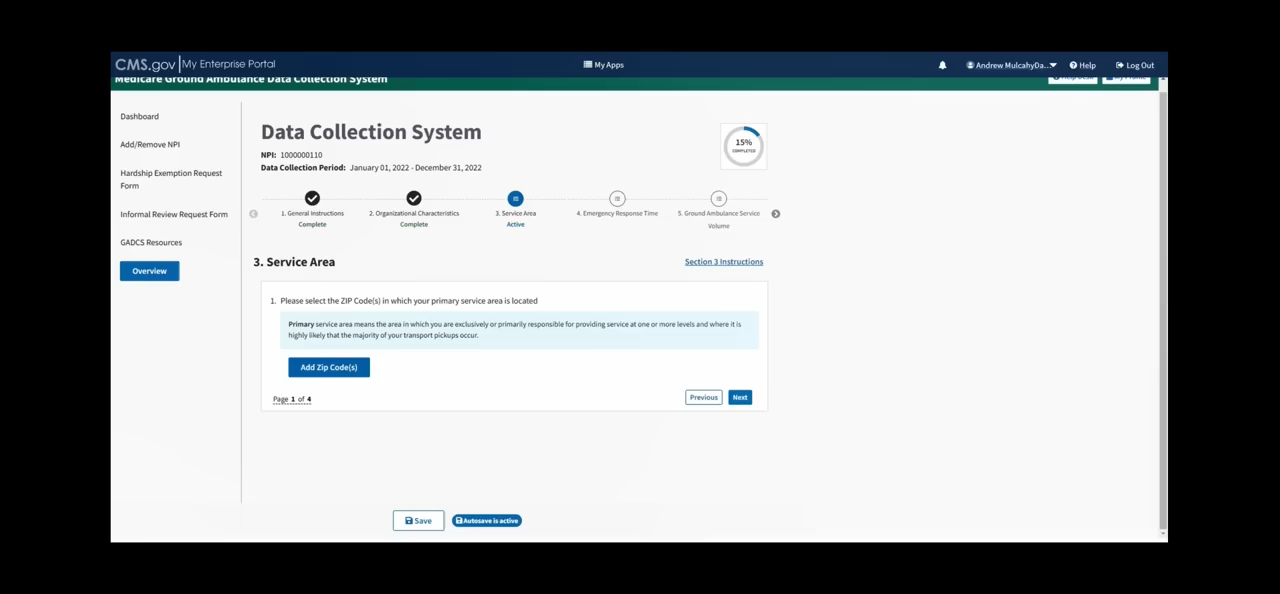 CMS.gov | My Enterprise Portal
My Apps
Andrew MulcahyDa...
Help
Log Out
Medicare Ground Ambulance Data Collection System
Dashboard
Add/Remove NPI
Hardship Exemption Request
Form
Informal Review Request Form
GADCS Resources
Overview
Data Collection System
NPI: 1000000110
Data Collection Period: January 01, 2022 - December 31, 2022
15%
COMPLETED
1. General Instructions
Complete
2. Organizational Characteristics
Complete
3. Service Area
Active
4. Emergency Response Time
5. Ground Ambulance Service
Volume
3. Service Area
Section 3 Instructions
1. Please select the ZIP Code(s) in which your primary service area is located
Primary service area means the area in which you are exclusively or primarily responsible for providing service at one or more levels and where it is
highly likely that the majority of your transport pickups occur.
Add Zip Code(s)
Page 1 of 4
Previous
Next
Save
Autosave is active